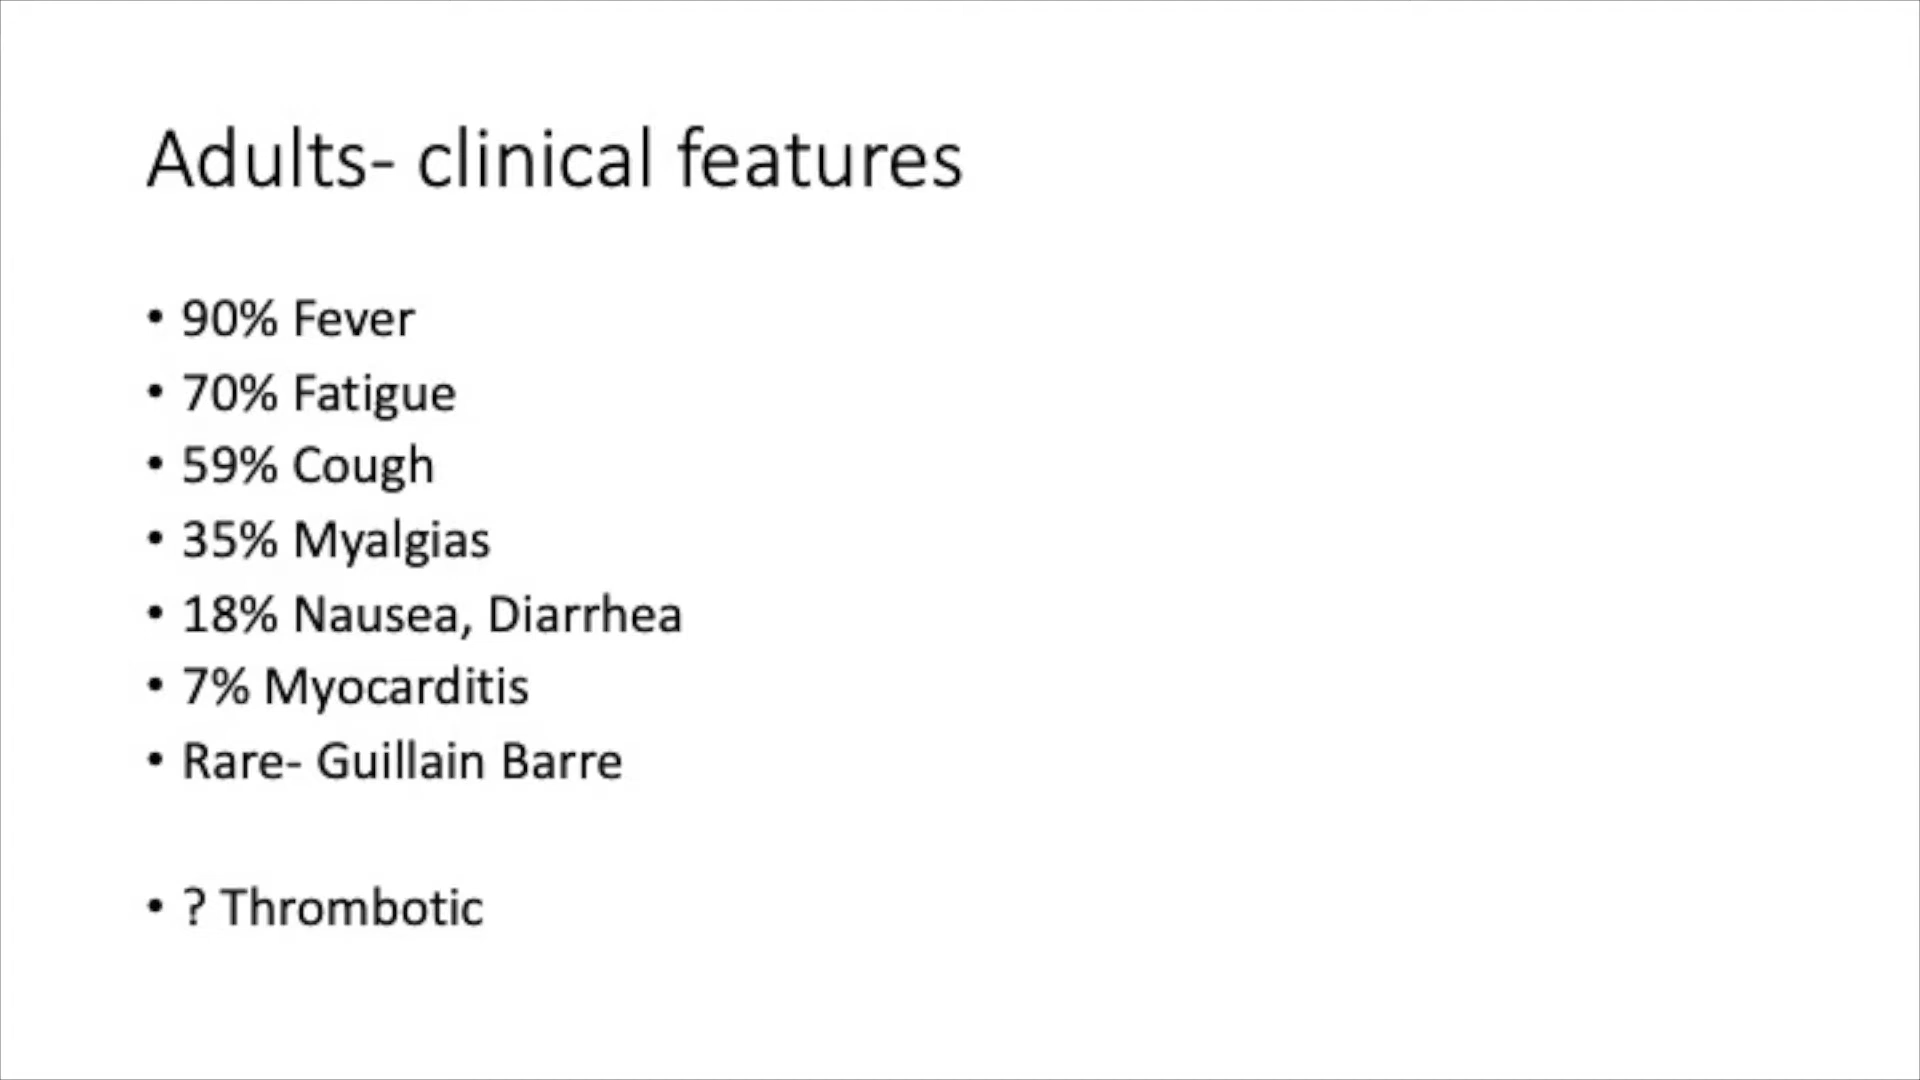 Adults- clinical features
• 90% Fever
• 70% Fatigue
• 59% Cough
• 35% Myalgias
• 18% Nausea, Diarrhea
• 7% Myocarditis
• Rare- Guillain Barre
• ? Thrombotic